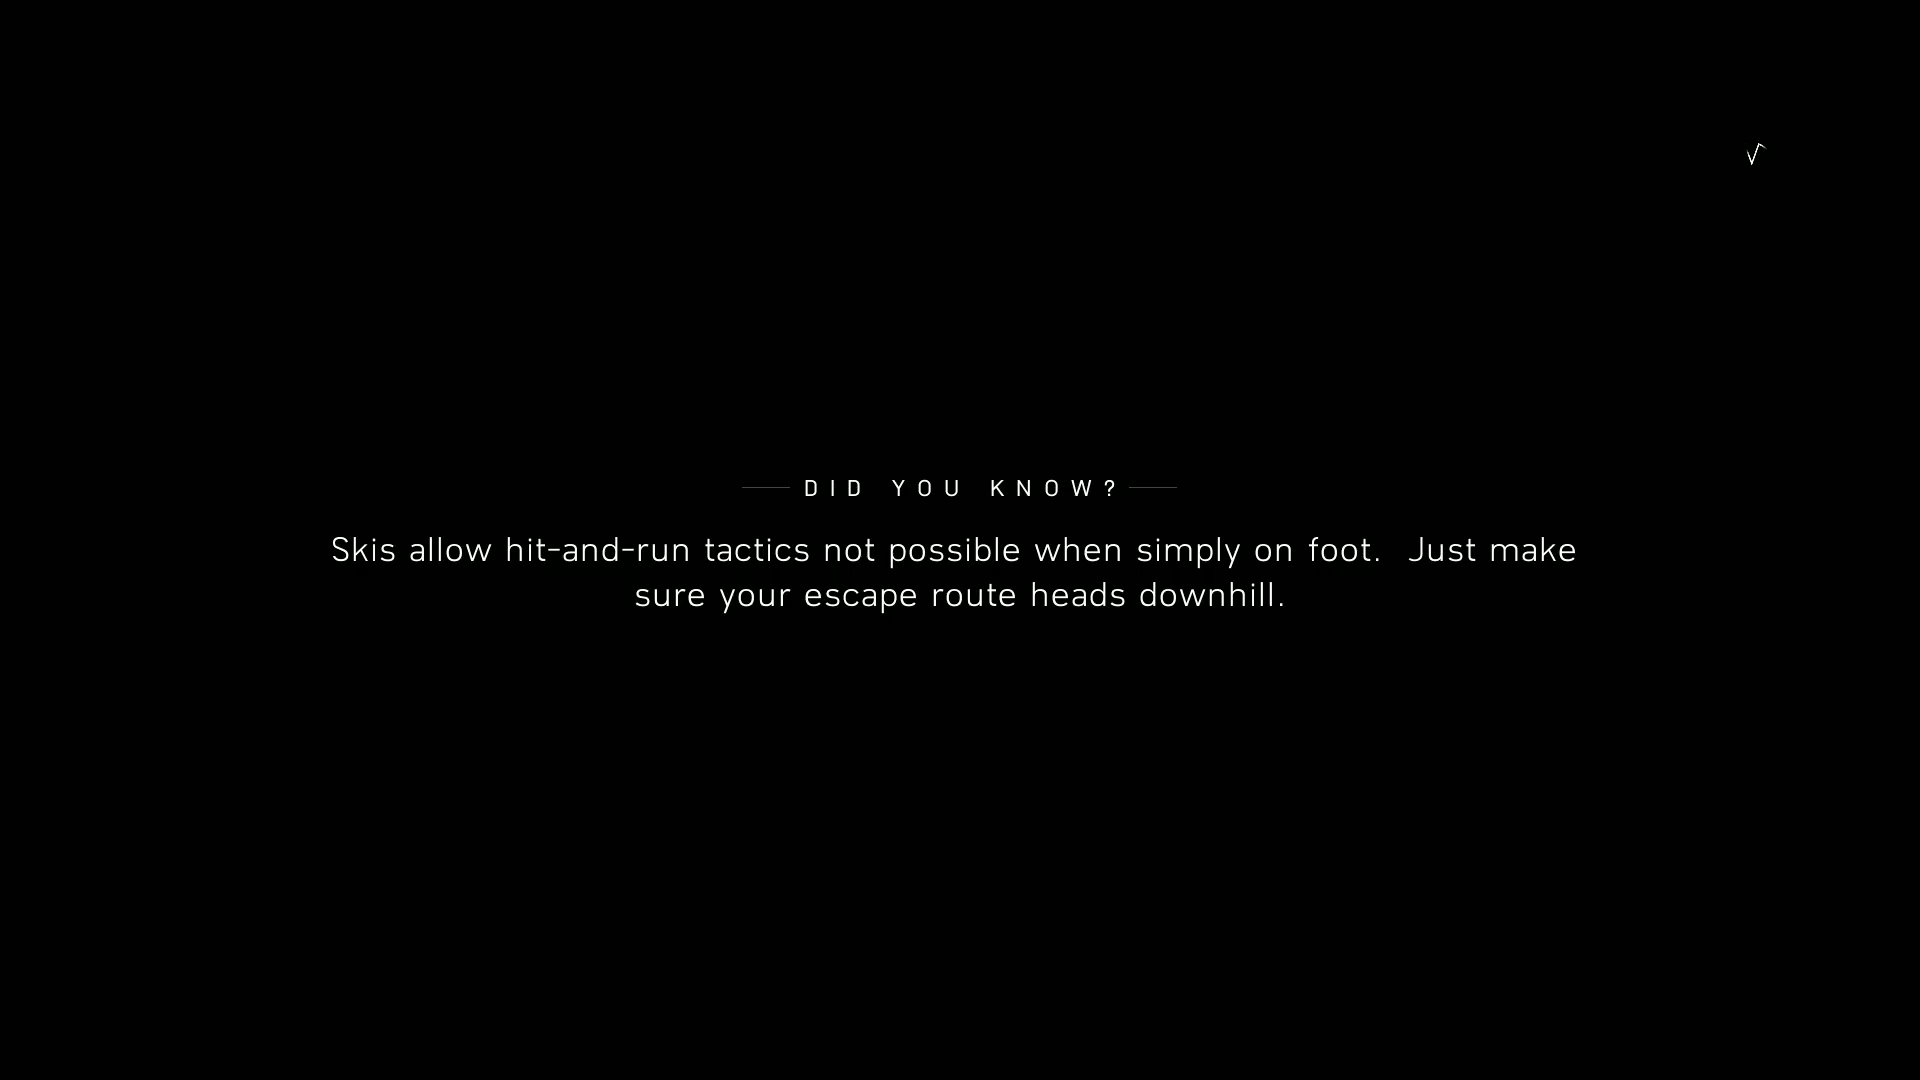 DID YOU KNOW?
Skis allow hit-and-run tactics not possible when simply on foot.  Just make
sure your escape route heads downhill.